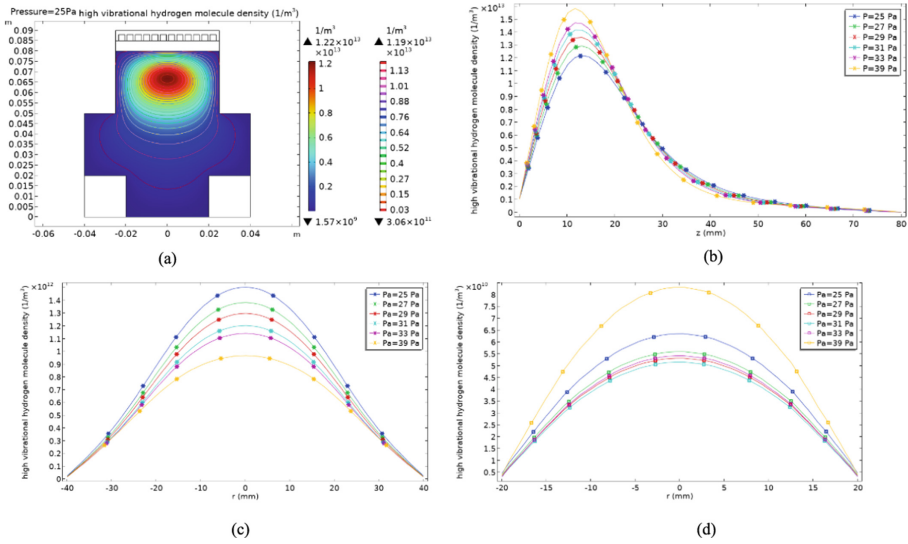 Pressure=25Pa high vibrational hydrogen molecule density (1/m³)
m
0.09
0.085
0.08
0.075
0.07
0.065
0.06
0.055
0.05
0.045
0.04
0.035
0.03
0.025
0.02
0.015
0.01
0.005
0
-0.06 -0.04 -0.02 0 0.02 0.04 m
1/m³
▲ 1.22×10¹³
×10¹³
1.2
1
0.8
0.6
0.4
0.2
▼ 1.57×10⁹
1/m³
▲ 1.19×10¹³
×10¹³
1.13
1.01
0.88
0.76
0.64
0.52
0.4
0.27
0.15
0.03
▼ 3.06×10¹¹
(a)
×10¹³
high vibrational hydrogen molecule density (1/m³)
1.5
1.4
1.3
1.2
1.1
1
0.9
0.8
0.7
0.6
0.5
0.4
0.3
0.2
0.1
0
0 10 20 30 40 50 60 70 80
z (mm)
P=25 Pa
P=27 Pa
P=29 Pa
P=31 Pa
P=33 Pa
P=39 Pa
(b)
×10¹²
high vibrational hydrogen molecule density (1/m³)
1.4
1.3
1.2
1.1
1
0.9
0.8
0.7
0.6
0.5
0.4
0.3
0.2
0.1
0
-40 -30 -20 -10 0 10 20 30 40
r (mm)
Pa=25 Pa
Pa=27 Pa
Pa=29 Pa
Pa=31 Pa
Pa=33 Pa
Pa=39 Pa
(c)
×10¹⁰
high vibrational hydrogen molecule density (1/m³)
8
7.5
7
6.5
6
5.5
5
4.5
4
3.5
3
2.5
2
1.5
1
0.5
-20 -15 -10 -5 0 5 10 15 20
r (mm)
Pa=25 Pa
Pa=27 Pa
Pa=29 Pa
Pa=31 Pa
Pa=33 Pa
Pa=39 Pa
(d)